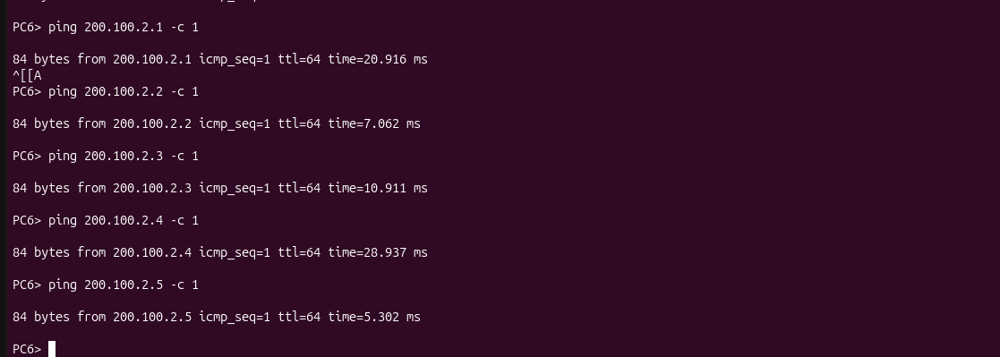 PC6> ping 200.100.2.1 -c 1
84 bytes from 200.100.2.1 icmp_seq=1 ttl=64 time=20.916 ms
^[[A
PC6> ping 200.100.2.2 -c 1
84 bytes from 200.100.2.2 icmp_seq=1 ttl=64 time=7.062 ms
PC6> ping 200.100.2.3 -c 1
84 bytes from 200.100.2.3 icmp_seq=1 ttl=64 time=10.911 ms
PC6> ping 200.100.2.4 -c 1
84 bytes from 200.100.2.4 icmp_seq=1 ttl=64 time=28.937 ms
PC6> ping 200.100.2.5 -c 1
84 bytes from 200.100.2.5 icmp_seq=1 ttl=64 time=5.302 ms
PC6>